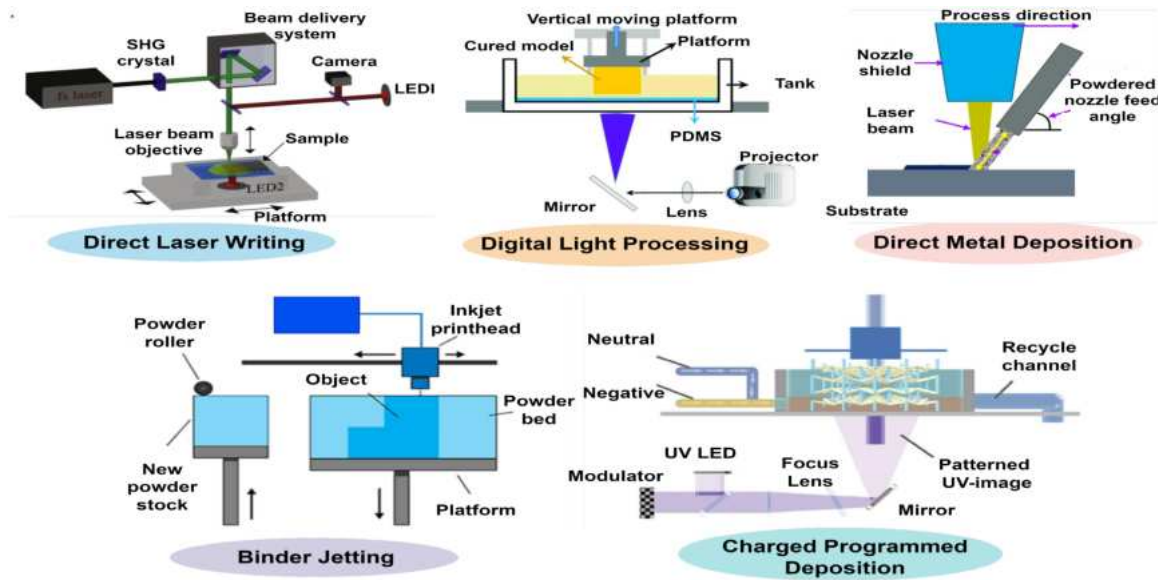 Beam delivery
system
SHG
crystal
Camera
fs laser
LEDI
Laser beam
objective
Sample
LED2
Platform
Direct Laser Writing
Vertical moving platform
Cured model
Platform
Tank
PDMS
Projector
Mirror
Lens
Digital Light Processing
Process direction
Nozzle
shield
Powdered
nozzle feed
angle
Laser
beam
Substrate
Direct Metal Deposition
Powder
roller
Inkjet
printhead
Object
Powder
bed
New
powder
stock
Platform
Binder Jetting
Neutral
Negative
Recycle
channel
UV LED
Modulator
Focus
Lens
Patterned
UV-image
Mirror
Charged Programmed
Deposition